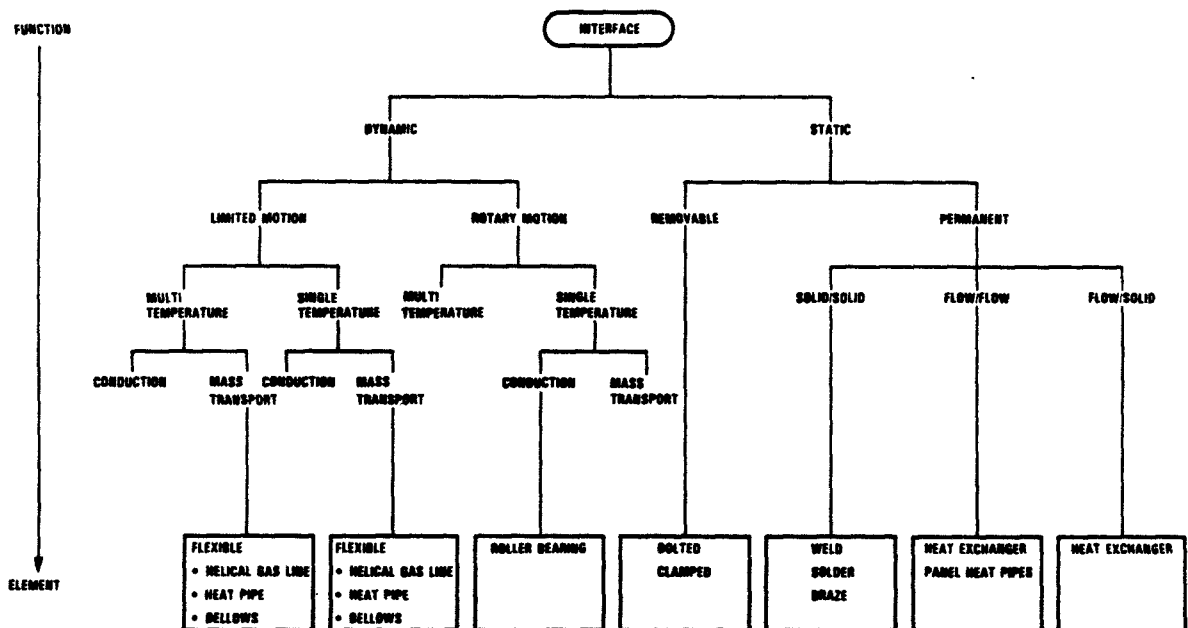 FUNCTION
INTERFACE
DYNAMIC
STATIC
LIMITED MOTION
ROTARY MOTION
REMOVABLE
PERMANENT
MULTI
TEMPERATURE
SINGLE
TEMPERATURE
MULTI
TEMPERATURE
SINGLE
TEMPERATURE
SOLID/SOLID
FLOW/FLOW
FLOW/SOLID
CONDUCTION
MASS
TRANSPORT
CONDUCTION
MASS
TRANSPORT
CONDUCTION
MASS
TRANSPORT
ELEMENT
FLEXIBLE
• HELICAL GAS LINE
• HEAT PIPE
• BELLOWS
FLEXIBLE
• HELICAL GAS LINE
• HEAT PIPE
• BELLOWS
ROLLER BEARING
BOLTED
CLAMPED
WELD
SOLDER
BRAZE
HEAT EXCHANGER
PANEL HEAT PIPES
HEAT EXCHANGER